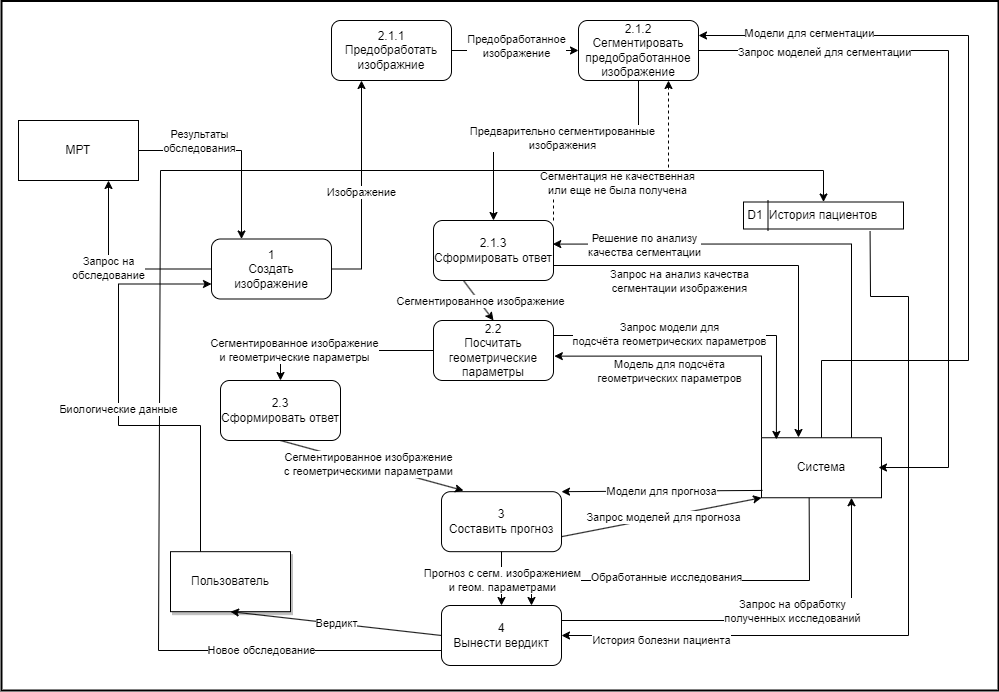 2.1.1
Предобработать
изображние
Предобработанное
изображение
2.1.2
Сегментировать
предобработанное
изображение
Модели для сегментации
Запрос моделей для сегментации
МРТ
Результаты
обследования
Предварительно сегментированные
изображения
Сегментация не качественная
или еще не была получена
Изображение
D1
История пациентов
1
Создать
изображение
Запрос на
обследование
2.1.3
Сформировать ответ
Решение по анализу
качества сегментации
Запрос на анализ качества
сегментации изображения
Сегментированное изображение
2.2
Посчитать
геометрические
параметры
Запрос модели для
подсчёта геометрических параметров
Модель для подсчёта
геометрических параметров
Сегментированное изображение
и геометрические параметры
2.3
Сформировать ответ
Биологические данные
Сегментированное изображение
с геометрическими параметрами
Система
3
Составить прогноз
Модели для прогноза
Запрос моделей для прогноза
Пользователь
Прогноз с сегм. изображением
и геом. параметрами
Обработанные исследования
4
Вынести вердикт
Запрос на обработку
полученных исследований
История болезни пациента
Вердикт
Новое обследование